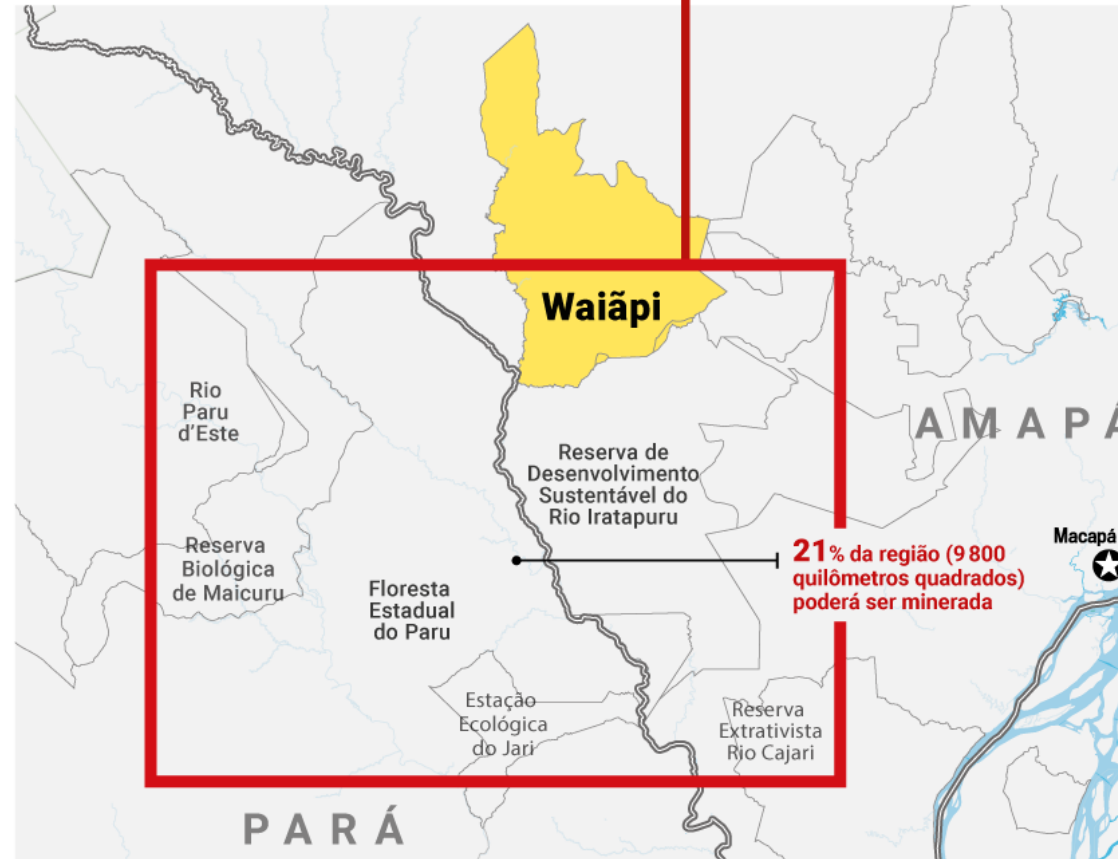 Waiãpi
Rio
Paru
d’Este
AMAPÁ
Reserva de
Desenvolvimento
Sustentável do
Rio Iratapuru
Reserva
Biológica
de Maicuru
Floresta
Estadual
do Paru
21% da região (9 800
quilômetros quadrados)
poderá ser minerada
Macapá
Estação
Ecológica
do Jari
Reserva
Extrativista
Rio Cajari
PARÁ